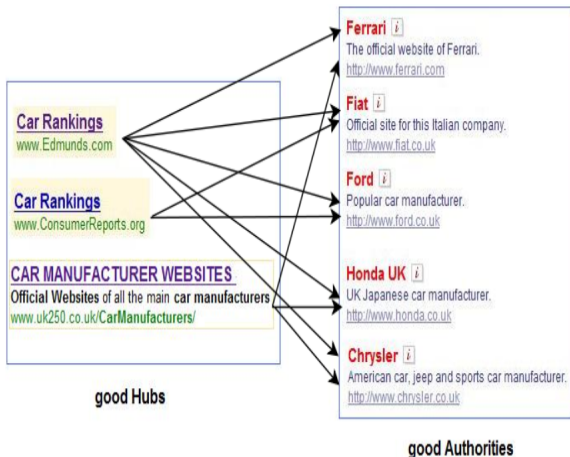 Car Rankings
www.Edmunds.com
Car Rankings
www.ConsumerReports.org
CAR MANUFACTURER WEBSITES
Official Websites of all the main car manufacturers
www.uk250.co.uk/CarManufacturers/
good Hubs
Ferrari i
The official website of Ferrari.
http://www.ferrari.com
Fiat i
Official site for this Italian company.
http://www.fiat.co.uk
Ford i
Popular car manufacturer.
http://www.ford.co.uk
Honda UK i
UK Japanese car manufacturer.
http://www.honda.co.uk
Chrysler i
American car, jeep and sports car manufacturer.
http://www.chrysler.co.uk
good Authorities